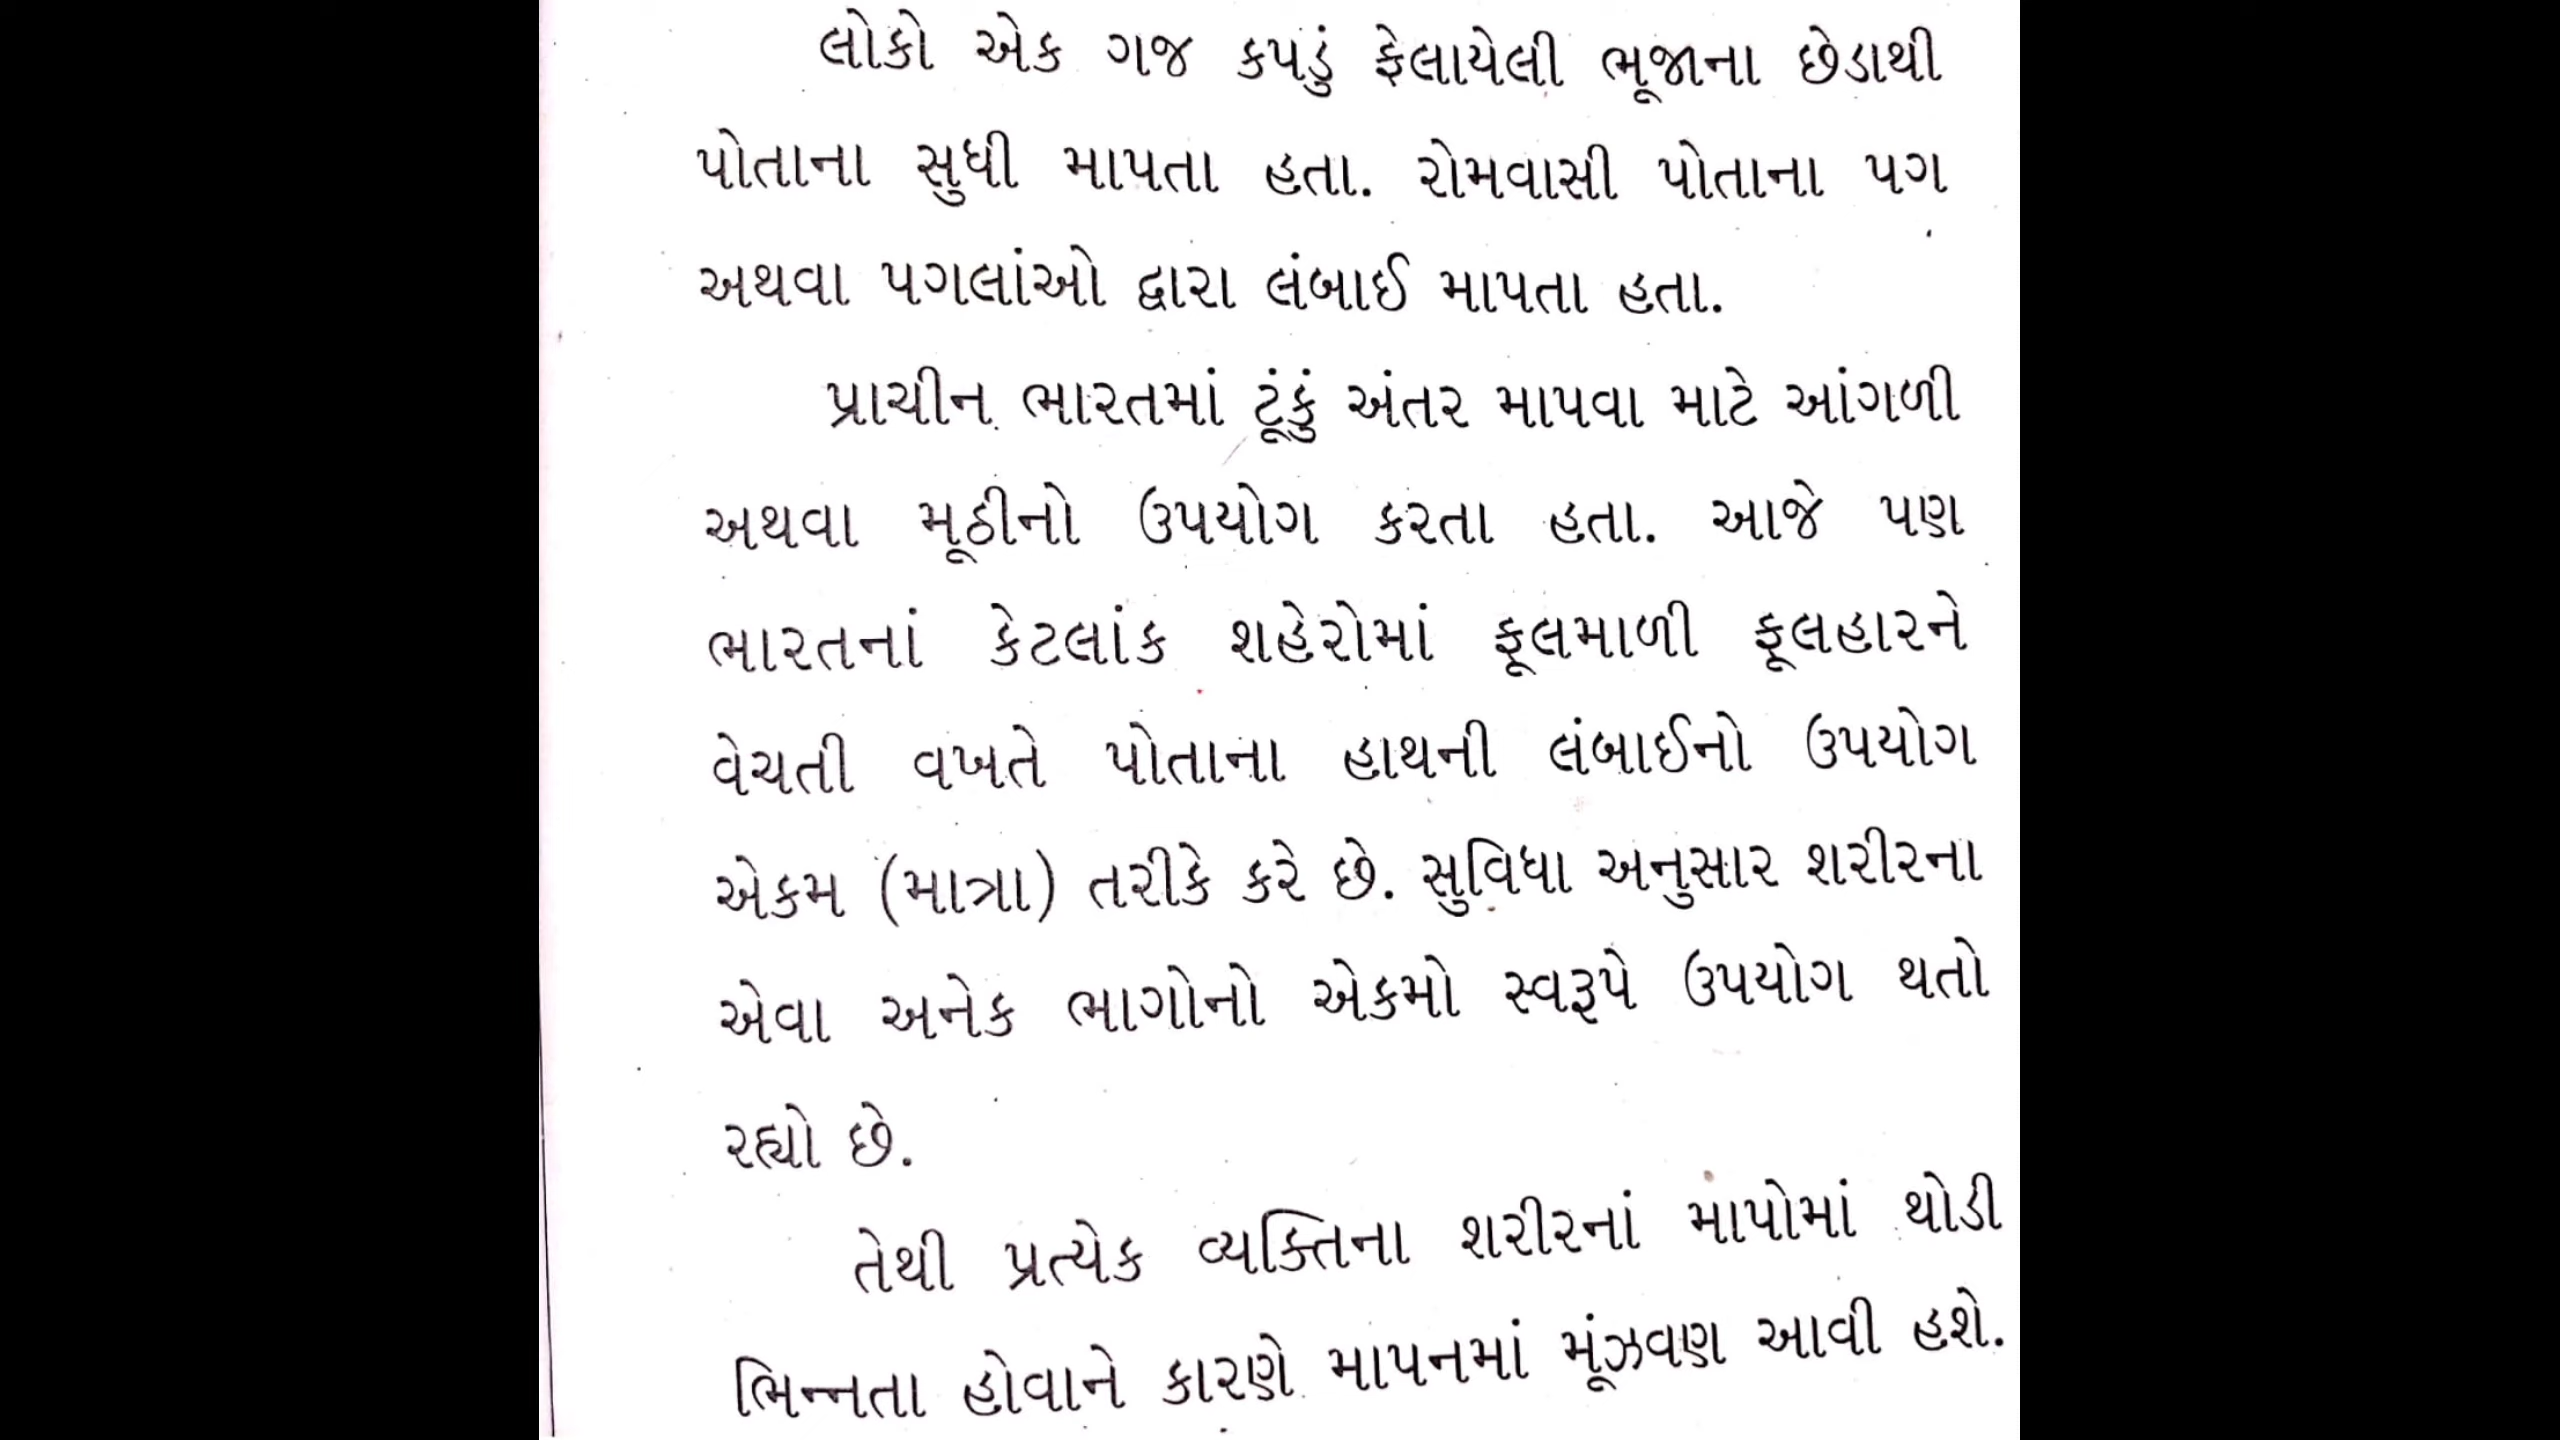 લોકો એક ગજ કપડું ફેલાયેલી ભૂજાના છેડાથી
પોતાના સુધી માપતા હતા. રોમવાસી પોતાના પગ
અથવા પગલાંઓ દ્વારા લંબાઈ માપતા હતા.
પ્રાચીન ભારતમાં ટૂંકું અંતર માપવા માટે આંગળી
અથવા મૂઠીનો ઉપયોગ કરતા હતા. આજે પણ
ભારતનાં કેટલાંક શહેરોમાં ફૂલમાળી ફૂલહારને
વેચતી વખતે પોતાના હાથની લંબાઈનો ઉપયોગ
એકમ (માત્રા) તરીકે કરે છે. સુવિધા અનુસાર શરીરના
એવા અનેક ભાગોનો એકમો સ્વરૂપે ઉપયોગ થતો
રહ્યો છે.
તેથી પ્રત્યેક વ્યક્તિના શરીરનાં માપોમાં થોડી
ભિન્નતા હોવાને કારણે માપનમાં મૂંઝવણ આવી હશે.